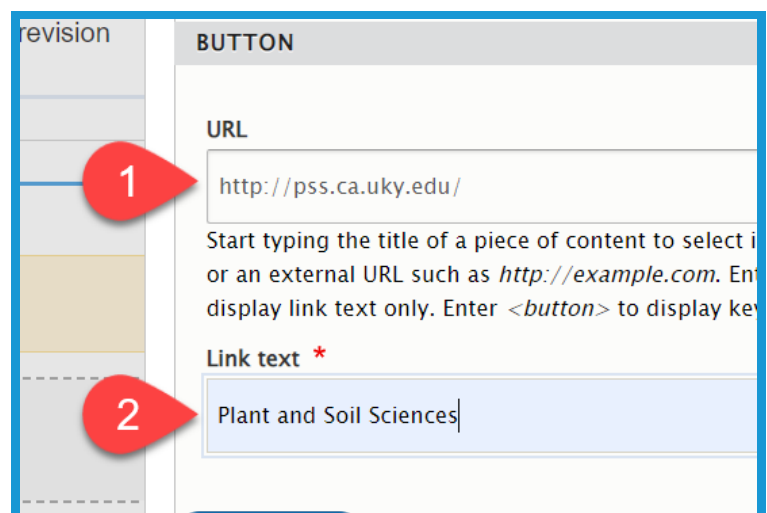 revision
BUTTON
URL
1
http://pss.ca.uky.edu/
Start typing the title of a piece of content to select
or an external URL such as http://example.com.
display link text only. Enter <button> to display
Link text *
2
Plant and Soil Sciences